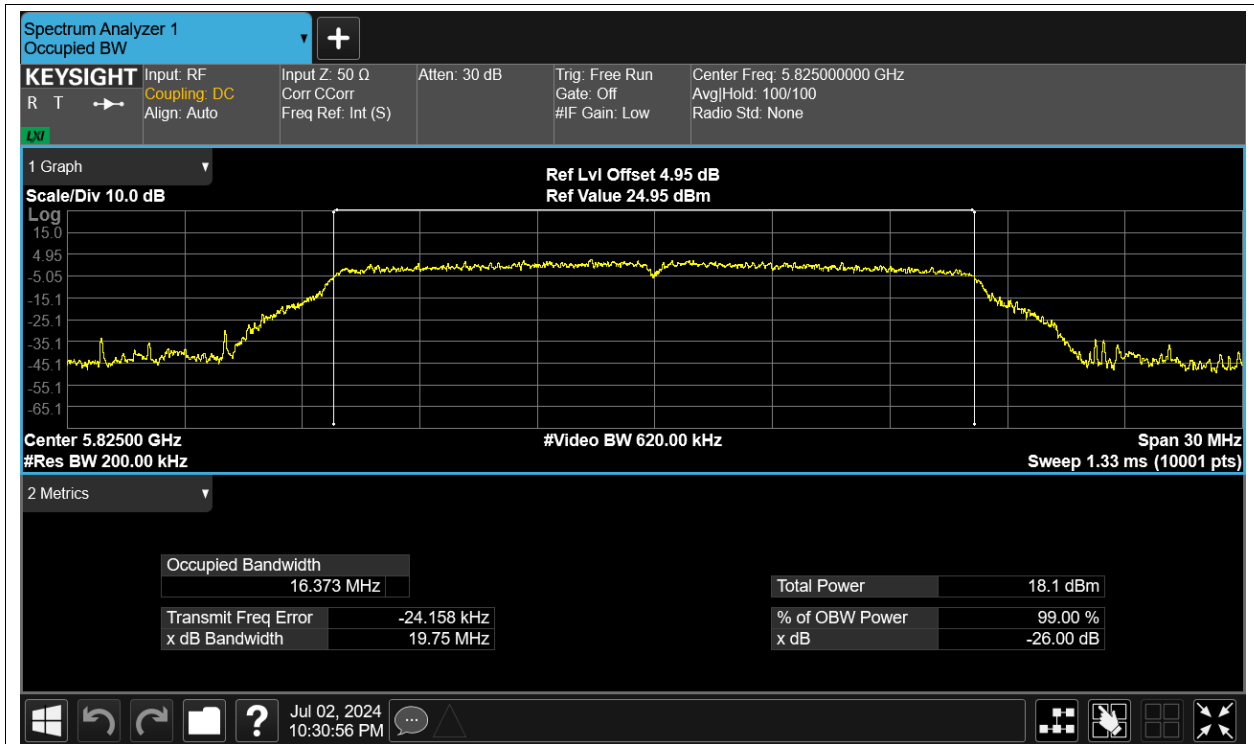 Spectrum Analyzer 1
Occupied BW
KEYSIGHT
R T
LXI
Input: RF
Coupling: DC
Align: Auto
Input Z: 50 Ω
Corr CCorr
Freq Ref: Int (S)
Atten: 30 dB
Trig: Free Run
Gate: Off
#IF Gain: Low
Center Freq: 5.825000000 GHz
Avg|Hold: 100/100
Radio Std: None
1 Graph
Scale/Div 10.0 dB
Ref Lvl Offset 4.95 dB
Ref Value 24.95 dBm
Log
15.0
4.95
-5.05
-15.1
-25.1
-35.1
-45.1
-55.1
-65.1
Center 5.82500 GHz
#Video BW 620.00 kHz
Span 30 MHz
#Res BW 200.00 kHz
Sweep 1.33 ms (10001 pts)
2 Metrics
Occupied Bandwidth
16.373 MHz
Total Power 18.1 dBm
Transmit Freq Error -24.158 kHz
% of OBW Power 99.00 %
x dB Bandwidth 19.75 MHz
x dB -26.00 dB
?
Jul 02, 2024
10:30:56 PM